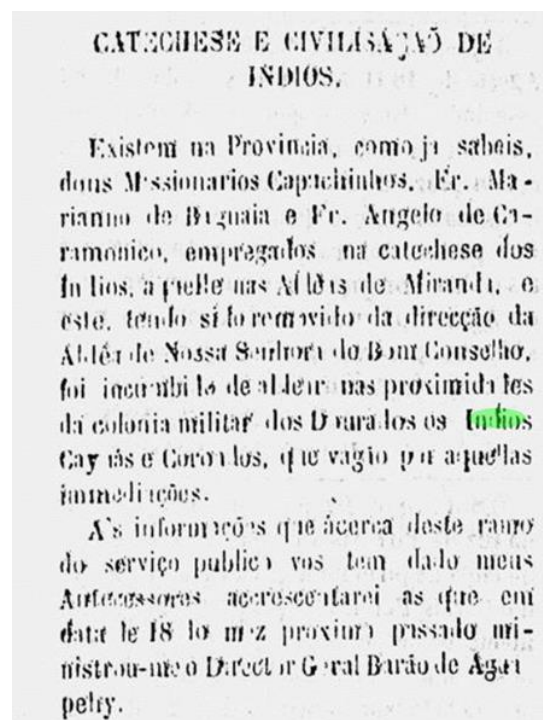 CATECHESE E CIVILISAÇAÕ DE
INDIOS.
Existem na Provincia, como já sabeis,
dous Missionarios Capuchinhos, Fr. Ma-
rianno de Bagnaia e Fr. Angelo de Ca-
ramonico, empregados na catechese dos
Indios, aquelle nas Aldêas de Miranda, e
este, tendo sido removido da direcção da
Aldêa de Nossa Senhora do Bom Conselho,
foi incumbido de aldear nas proximidades
da colonia militar dos Dourados os Indios
Cayuás e Coroados, que vagão por aquellas
immediações.
A's informações que ácerca deste ramo
do serviço publico vos tem dado meus
Antecessores accrescentarei as que em
data de 18 do mez proximo passado mi-
nistrou-me o Director Geral Barão de Agua
pehy.